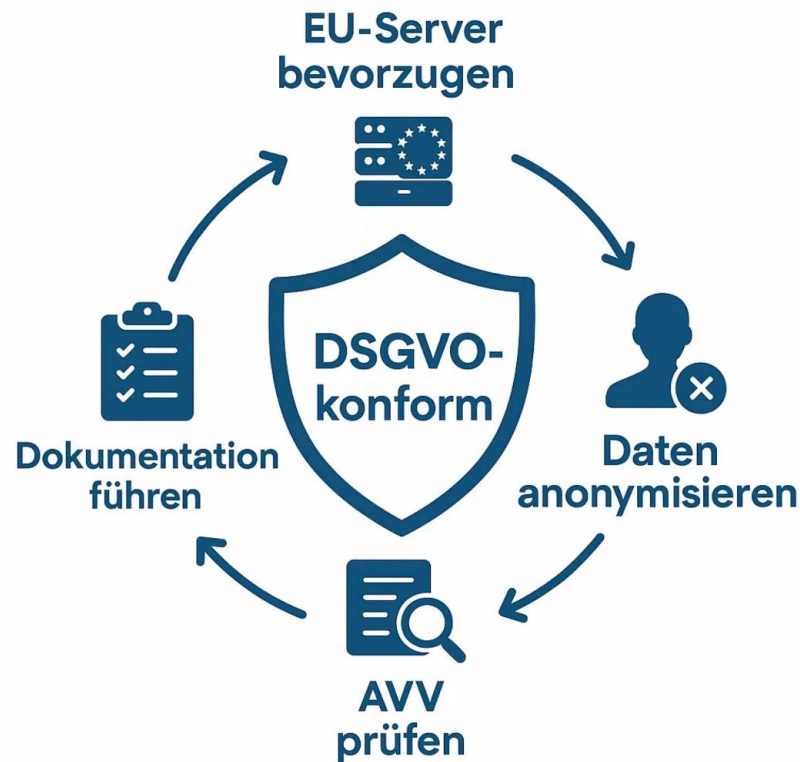 EU-Server
bevorzugen
DSGVO-
konform
Daten
anonymisieren
AVV
prüfen
Dokumentation
führen